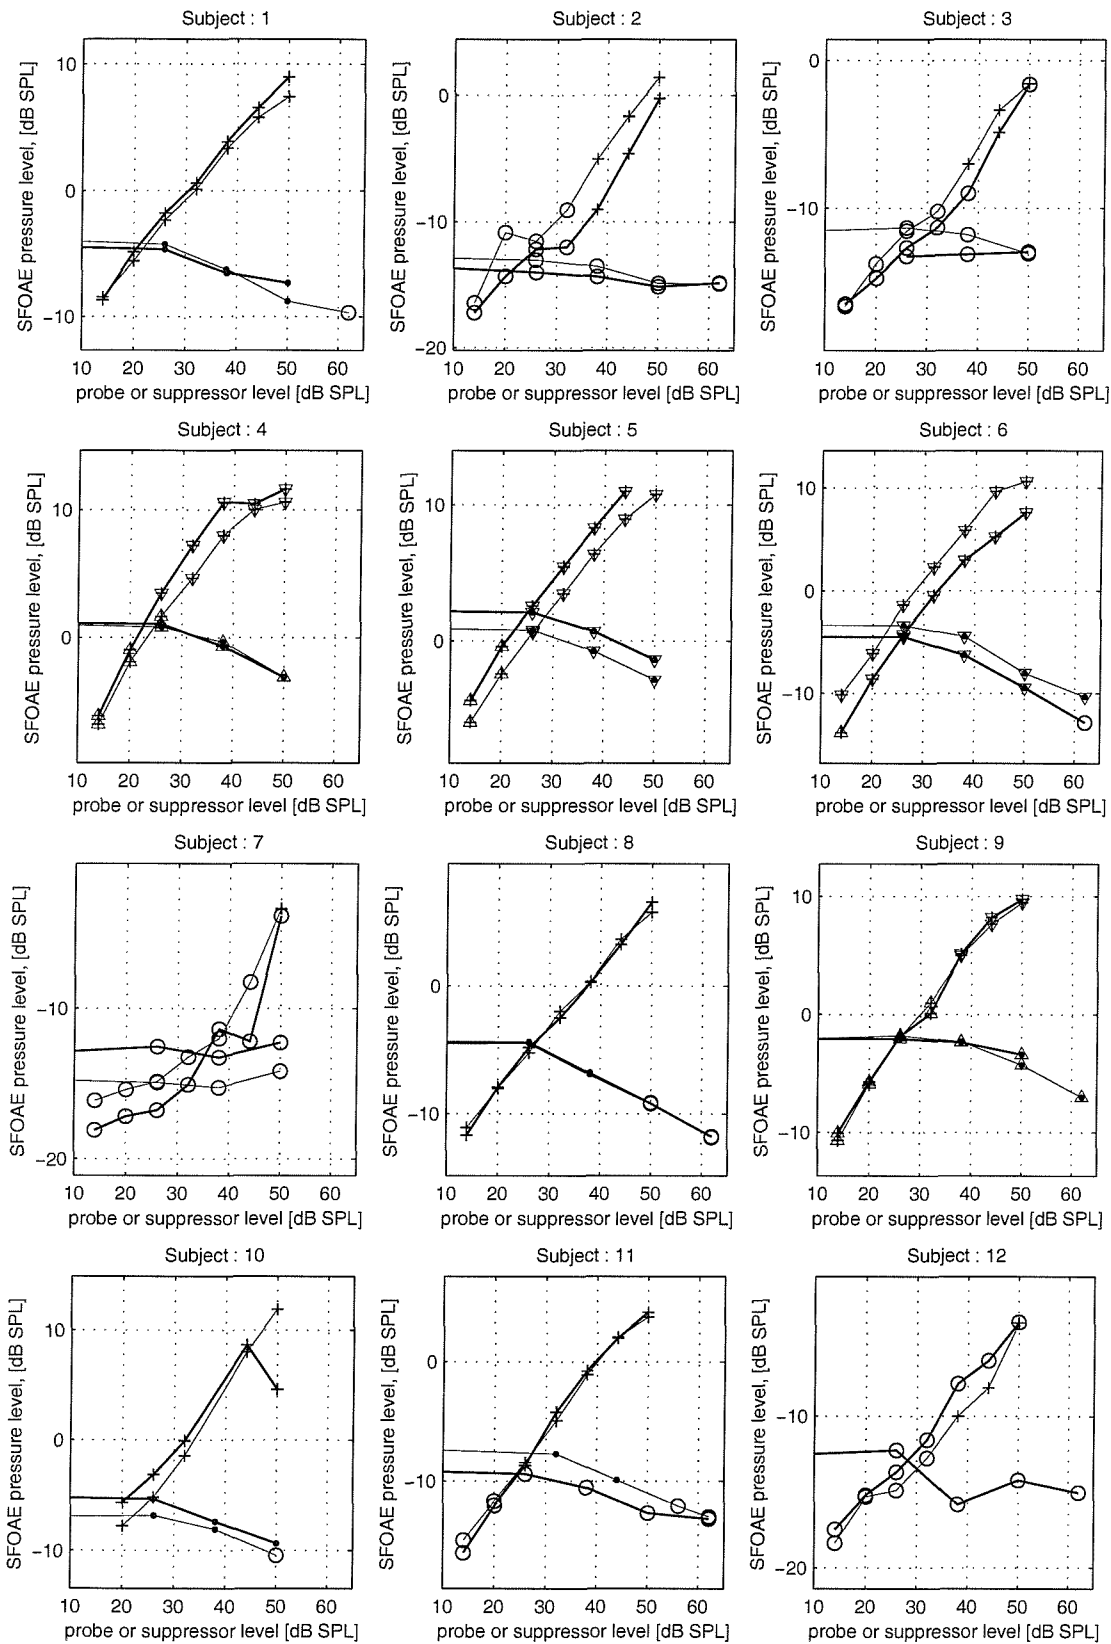 Subject : 1
Subject : 2
Subject : 3
SFOAE pressure level, [dB SPL]
10
0
−10
10 20 30 40 50 60
probe or suppressor level [dB SPL]
SFOAE pressure level, [dB SPL]
0
−10
−20
10 20 30 40 50 60
probe or suppressor level [dB SPL]
SFOAE pressure level, [dB SPL]
0
−10
10 20 30 40 50 60
probe or suppressor level [dB SPL]
Subject : 4
Subject : 5
Subject : 6
SFOAE pressure level, [dB SPL]
10
0
10 20 30 40 50 60
probe or suppressor level [dB SPL]
SFOAE pressure level, [dB SPL]
10
0
10 20 30 40 50 60
probe or suppressor level [dB SPL]
SFOAE pressure level, [dB SPL]
10
0
−10
10 20 30 40 50 60
probe or suppressor level [dB SPL]
Subject : 7
Subject : 8
Subject : 9
SFOAE pressure level, [dB SPL]
−10
−20
10 20 30 40 50 60
probe or suppressor level [dB SPL]
SFOAE pressure level, [dB SPL]
0
−10
10 20 30 40 50 60
probe or suppressor level [dB SPL]
SFOAE pressure level, [dB SPL]
10
0
−10
10 20 30 40 50 60
probe or suppressor level [dB SPL]
Subject : 10
Subject : 11
Subject : 12
SFOAE pressure level, [dB SPL]
10
0
−10
10 20 30 40 50 60
probe or suppressor level [dB SPL]
SFOAE pressure level, [dB SPL]
0
−10
10 20 30 40 50 60
probe or suppressor level [dB SPL]
SFOAE pressure level, [dB SPL]
−10
−20
10 20 30 40 50 60
probe or suppressor level [dB SPL]